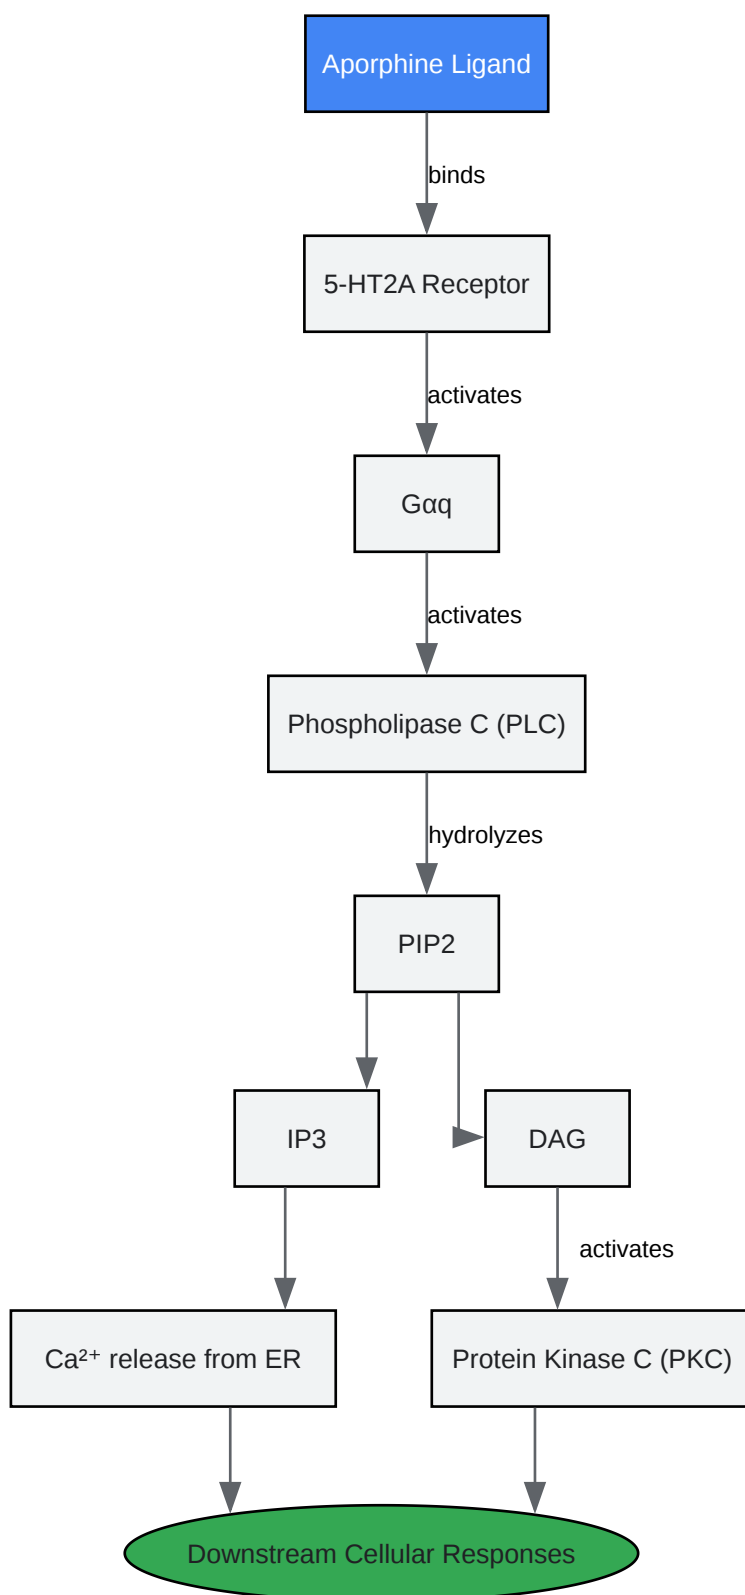 Aporphine Ligand
binds
5-HT2A Receptor
activates
Gαq
activates
Phospholipase C (PLC)
hydrolyzes
PIP2
IP3
DAG
activates
Ca²⁺ release from ER
Protein Kinase C (PKC)
Downstream Cellular Responses